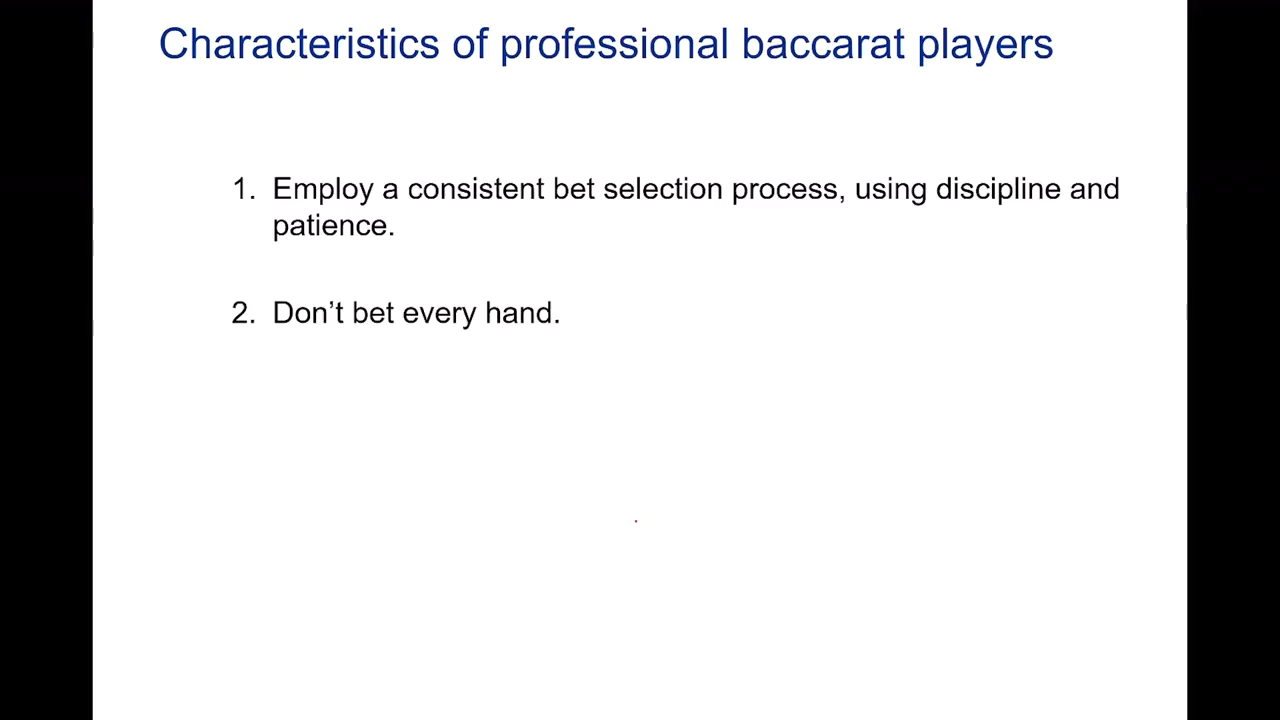 Characteristics of professional baccarat players
1. Employ a consistent bet selection process, using discipline and
patience.
2. Don’t bet every hand.